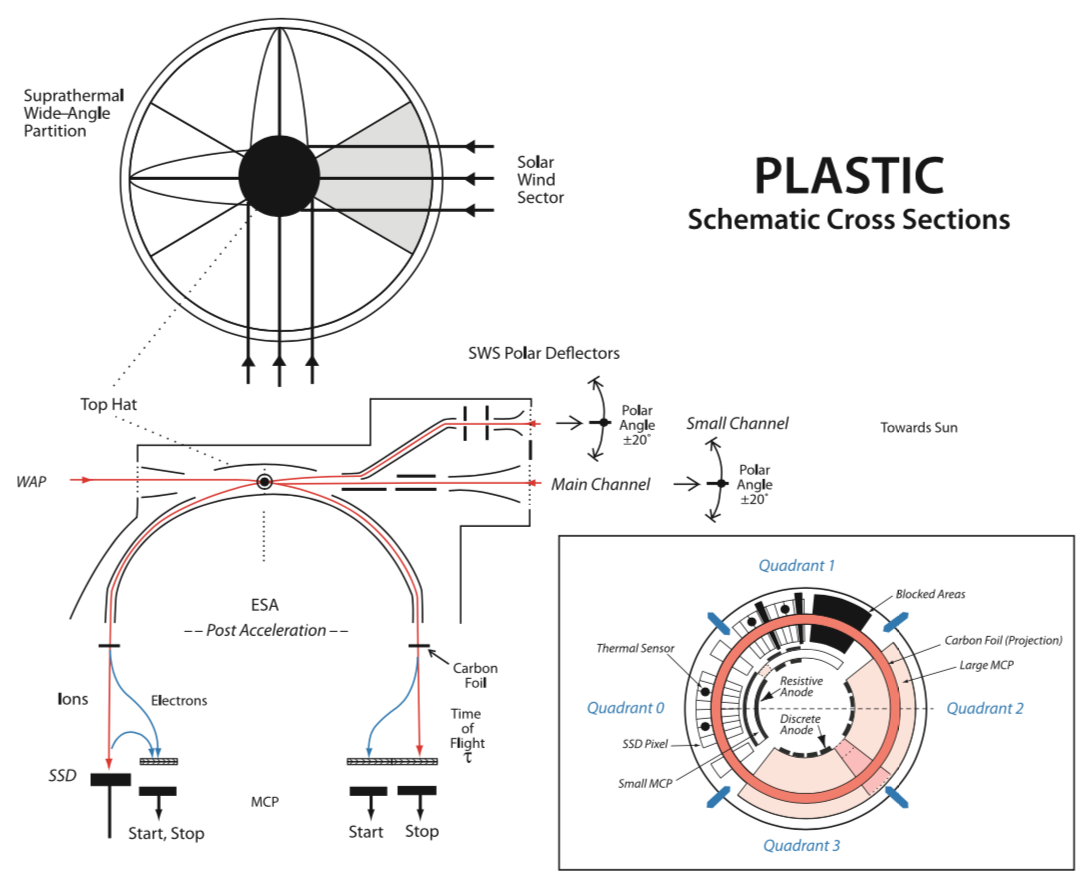 PLASTIC
Schematic Cross Sections
Suprathermal
Wide-Angle
Partition
Solar
Wind
Sector
SWS Polar Deflectors
Top Hat
Polar
Angle
±20°
Small Channel
Towards Sun
WAP
Main Channel
Polar
Angle
±20°
ESA
– – Post Acceleration – –
Carbon
Foil
Ions
Electrons
Time
of
Flight
τ
SSD
MCP
Start, Stop
Start
Stop
Quadrant 1
Blocked Areas
Thermal Sensor
Carbon Foil (Projection)
Large MCP
Resistive
Anode
Quadrant 0
Quadrant 2
Discrete
Anode
SSD Pixel
Small MCP
Quadrant 3